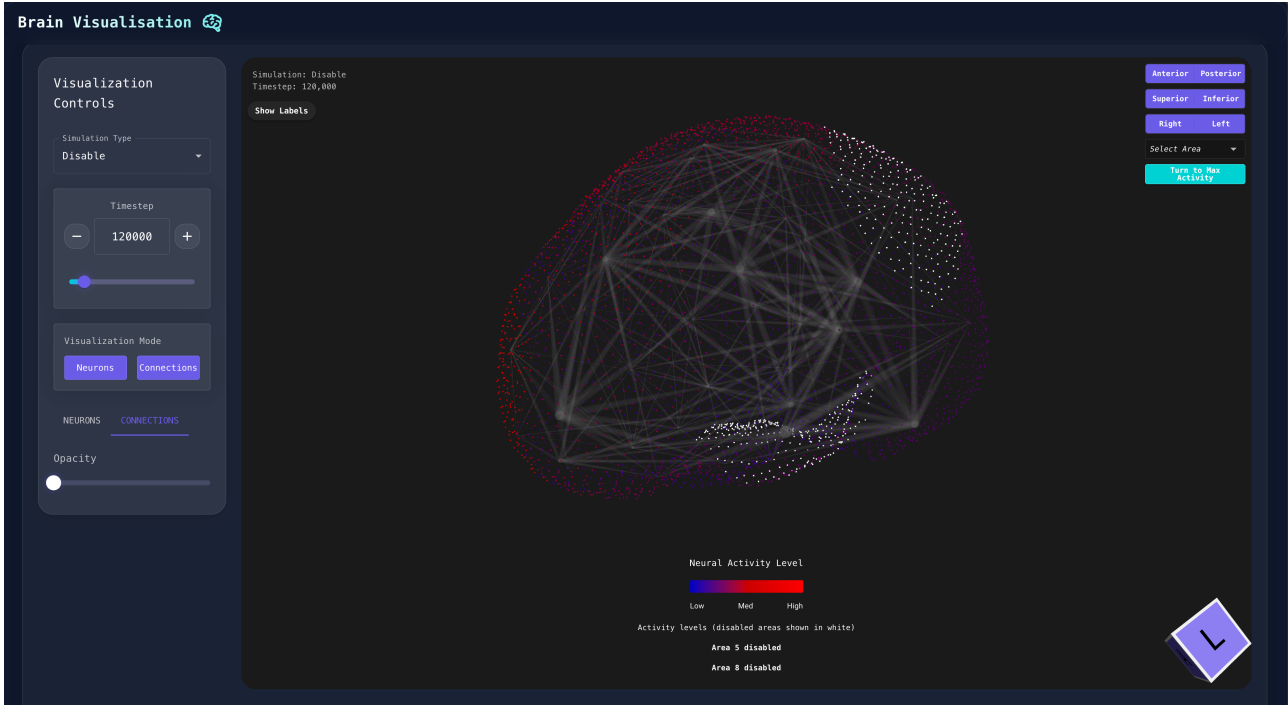 Brain Visualisation
Visualization
Controls
Simulation Type
Disable
Timestep
− 120000 +
Visualization Mode
Neurons Connections
NEURONS CONNECTIONS
Opacity
Simulation: Disable
Timestep: 120,000
Show Labels
Anterior Posterior
Superior Inferior
Right Left
Select Area
Turn to Max
Activity
Neural Activity Level
Low Med High
Activity levels (disabled areas shown in white)
Area 5 disabled
Area 8 disabled
L